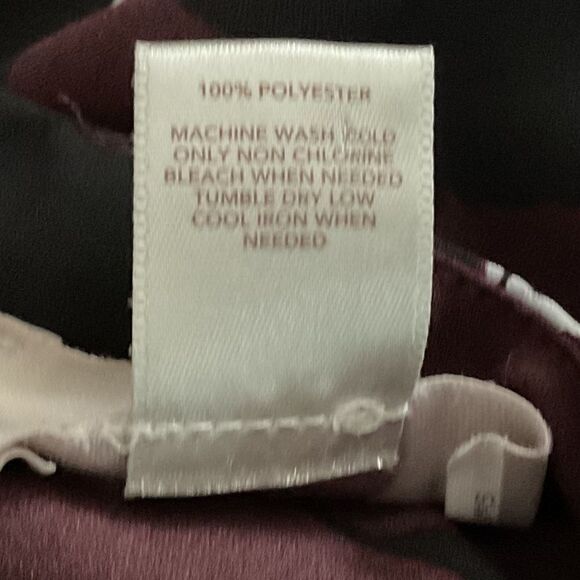 100% POLYESTER
MACHINE WASH COLD
ONLY NON CHLORINE
BLEACH WHEN NEEDED
TUMBLE DRY LOW
COOL IRON WHEN
NEEDED